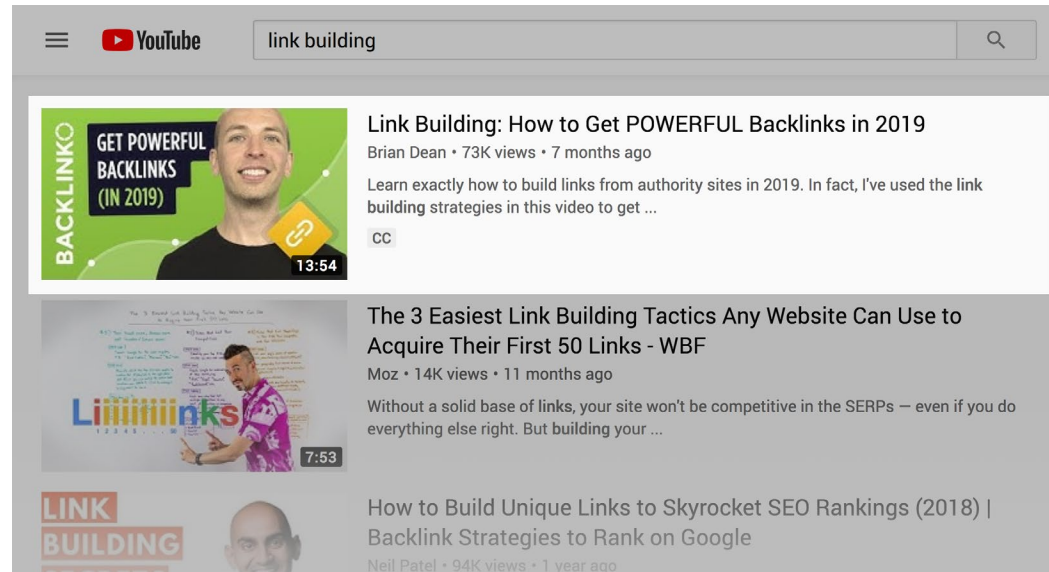 YouTube
link building
BACKLINKO
GET POWERFUL
BACKLINKS
(IN 2019)
13:54
Link Building: How to Get POWERFUL Backlinks in 2019
Brian Dean • 73K views • 7 months ago
Learn exactly how to build links from authority sites in 2019. In fact, I've used the link
building strategies in this video to get ...
CC
Liiiiiiiinks
7:53
The 3 Easiest Link Building Tactics Any Website Can Use to
Acquire Their First 50 Links - WBF
Moz • 14K views • 11 months ago
Without a solid base of links, your site won't be competitive in the SERPs — even if you do
everything else right. But building your ...
LINK
BUILDING
How to Build Unique Links to Skyrocket SEO Rankings (2018) |
Backlink Strategies to Rank on Google
Neil Patel • 94K views • 1 year ago